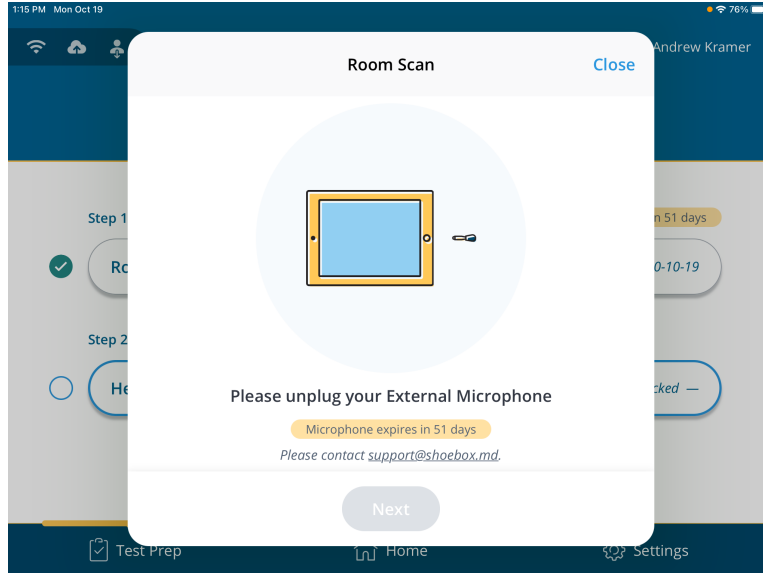 1:15 PM Mon Oct 19
76%
Room Scan
Close
Andrew Kramer
Step 1
n 51 days
Ro
0-10-19
Step 2
He
cked —
Please unplug your External Microphone
Microphone expires in 51 days
Please contact support@shoebox.md.
Next
Test Prep
Home
Settings